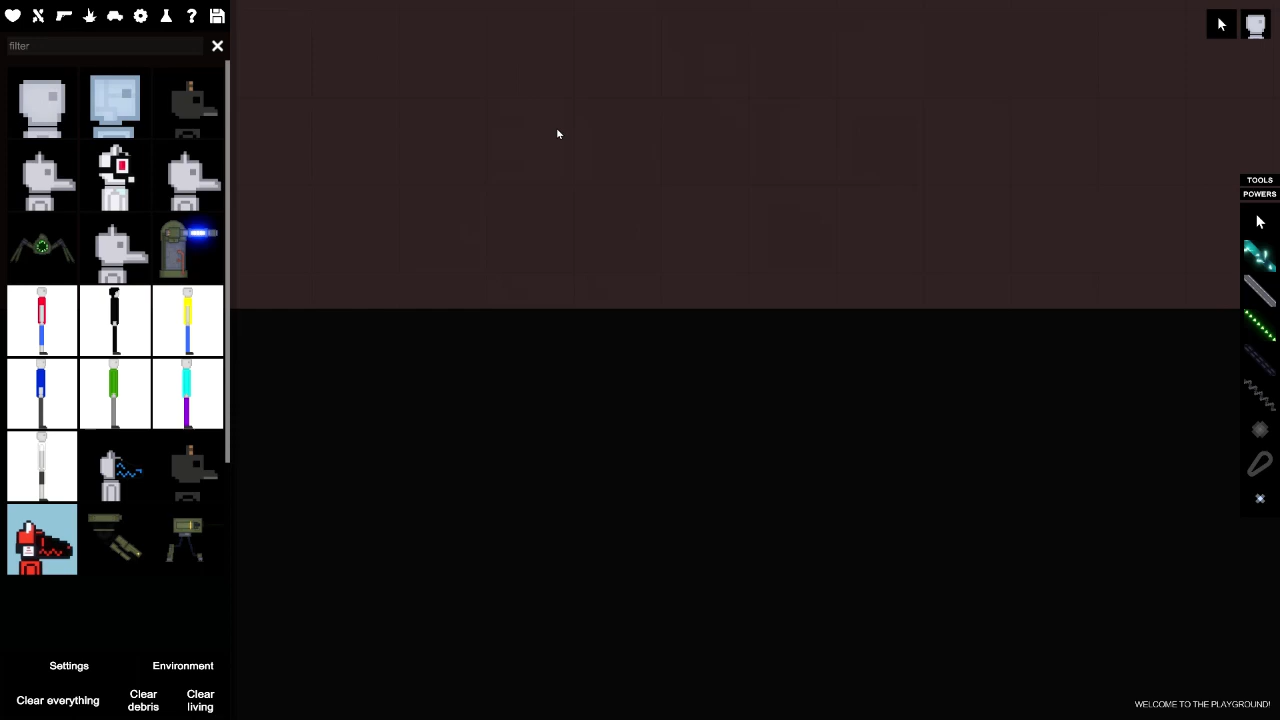 filter
TOOLS
POWERS
Settings
Environment
Clear everything
Clear
debris
Clear
living
WELCOME TO THE PLAYGROUND!